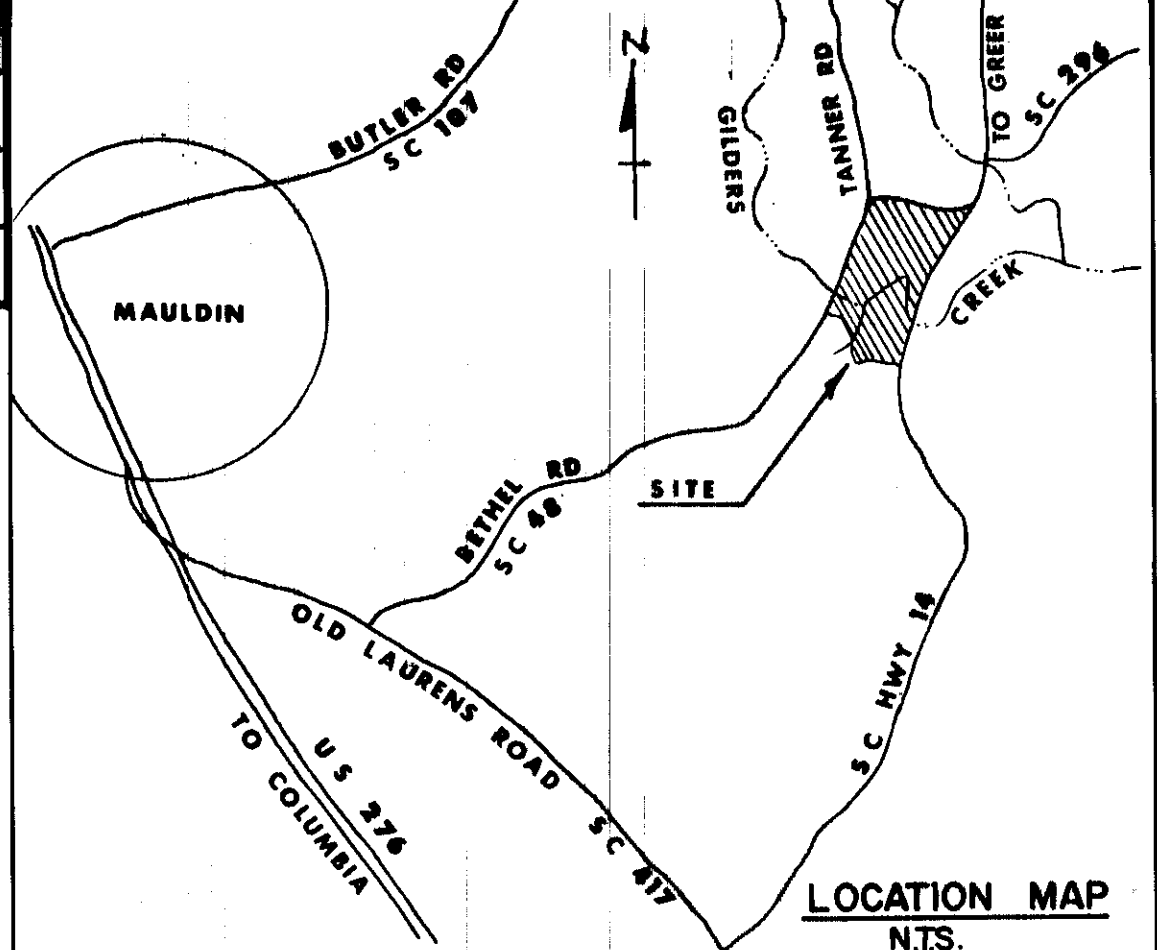 N
BUTLER RD
SC 107
GILDERS
TANNER RD
TO GREER
SC 296
MAULDIN
CREEK
SITE
BETHEL RD
SC 48
OLD LAURENS ROAD SC 417
SC HWY 14
US 276
TO COLUMBIA
LOCATION MAP
N.T.S.